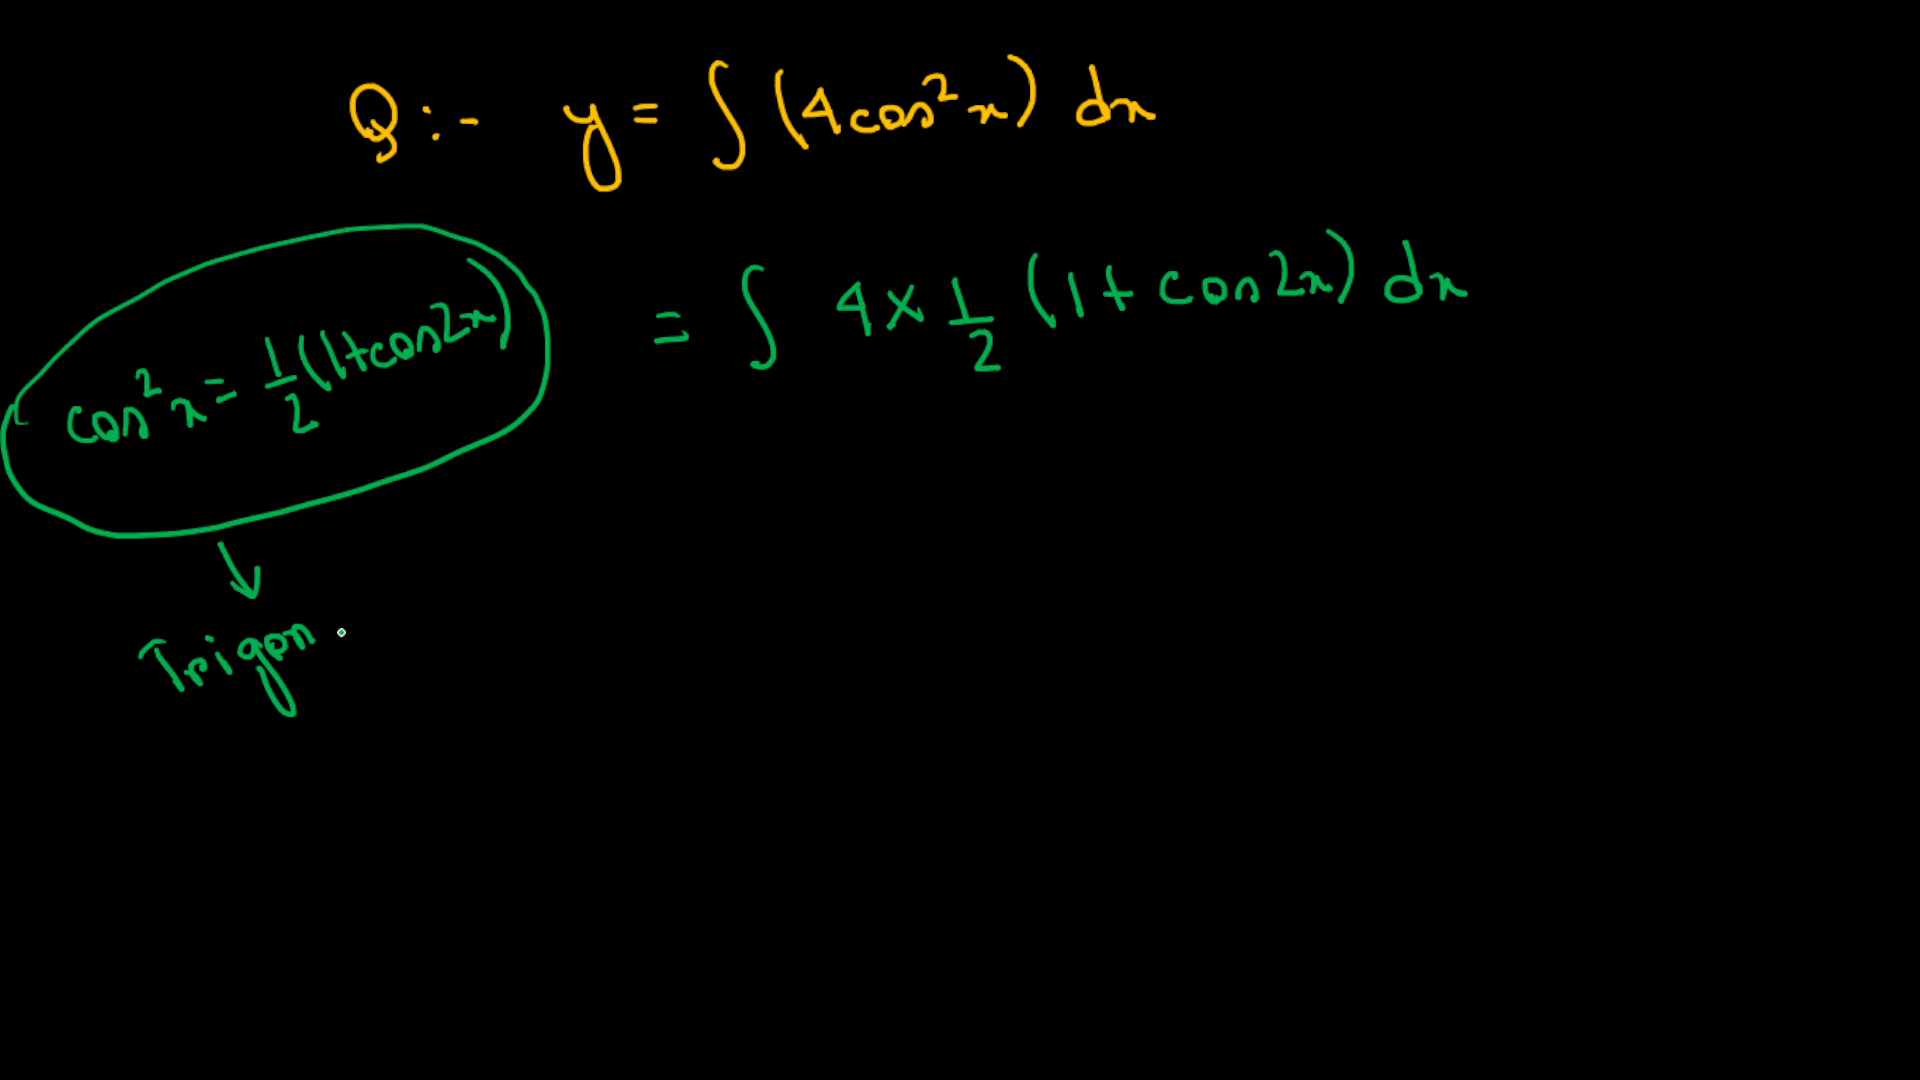 Q:- y = ∫ (4cos²x) dx
cos²x = 1/2 (1+cos2x)
= ∫ 4 × 1/2 (1 + cos2x) dx
Trigon